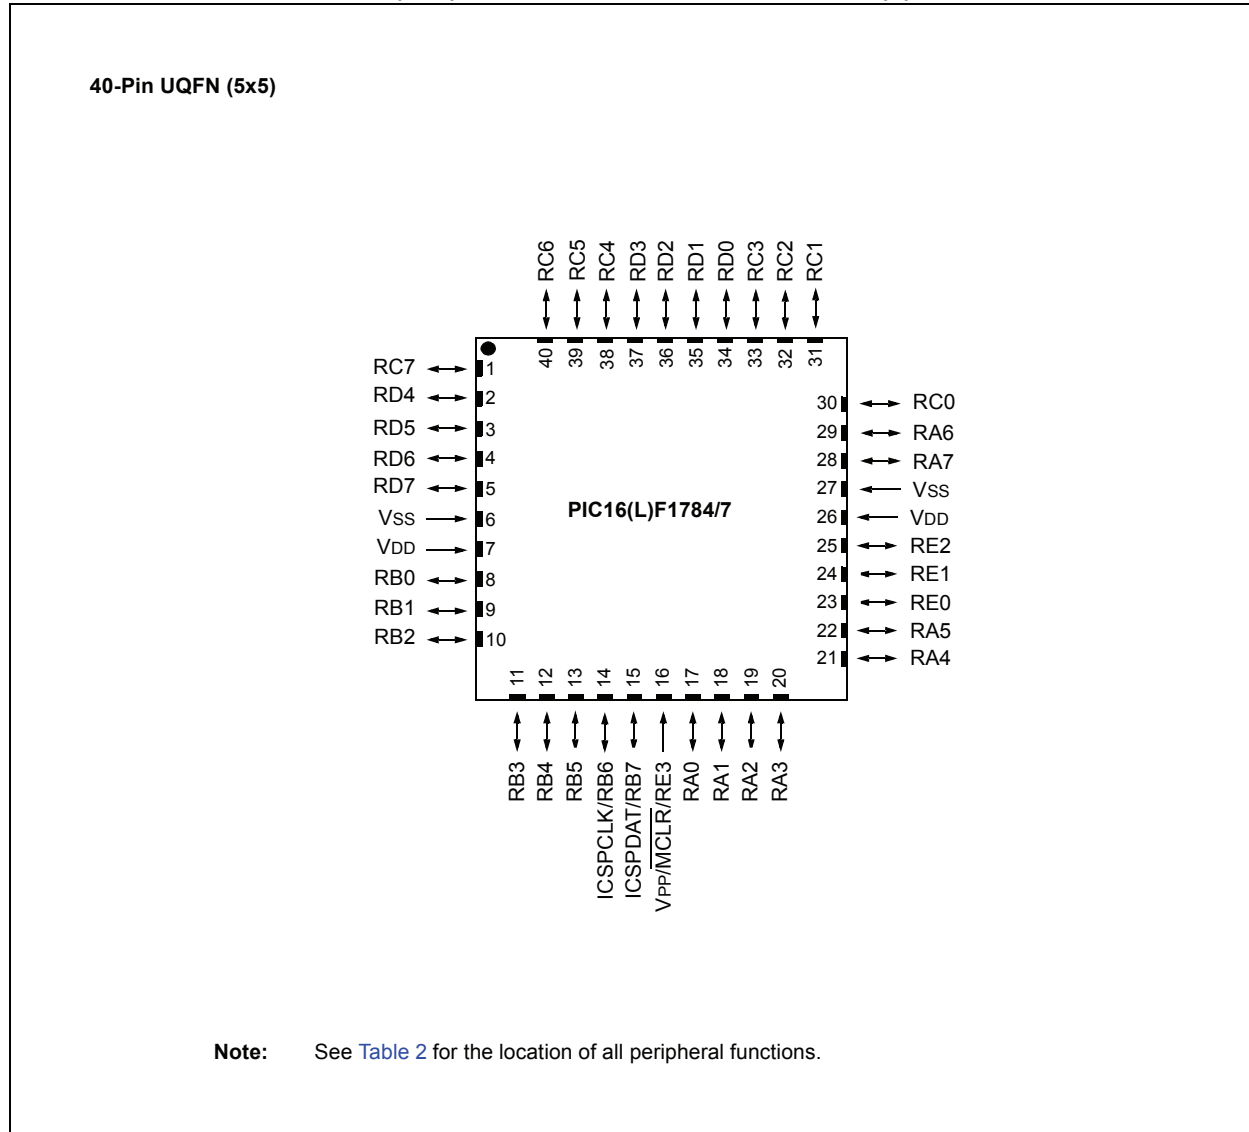 40-Pin UQFN (5x5)
RC6
RC5
RC4
RD3
RD2
RD1
RD0
RC3
RC2
RC1
40
39
38
37
36
35
34
33
32
31
RC7 1
RD4 2
RD5 3
RD6 4
RD7 5
VSS 6
VDD 7
RB0 8
RB1 9
RB2 10
PIC16(L)F1784/7
30 RC0
29 RA6
28 RA7
27 VSS
26 VDD
25 RE2
24 RE1
23 RE0
22 RA5
21 RA4
11
12
13
14
15
16
17
18
19
20
RB3
RB4
RB5
ICSPCLK/RB6
ICSPDAT/RB7
VPP/MCLR/RE3
RA0
RA1
RA2
RA3
Note: See Table 2 for the location of all peripheral functions.